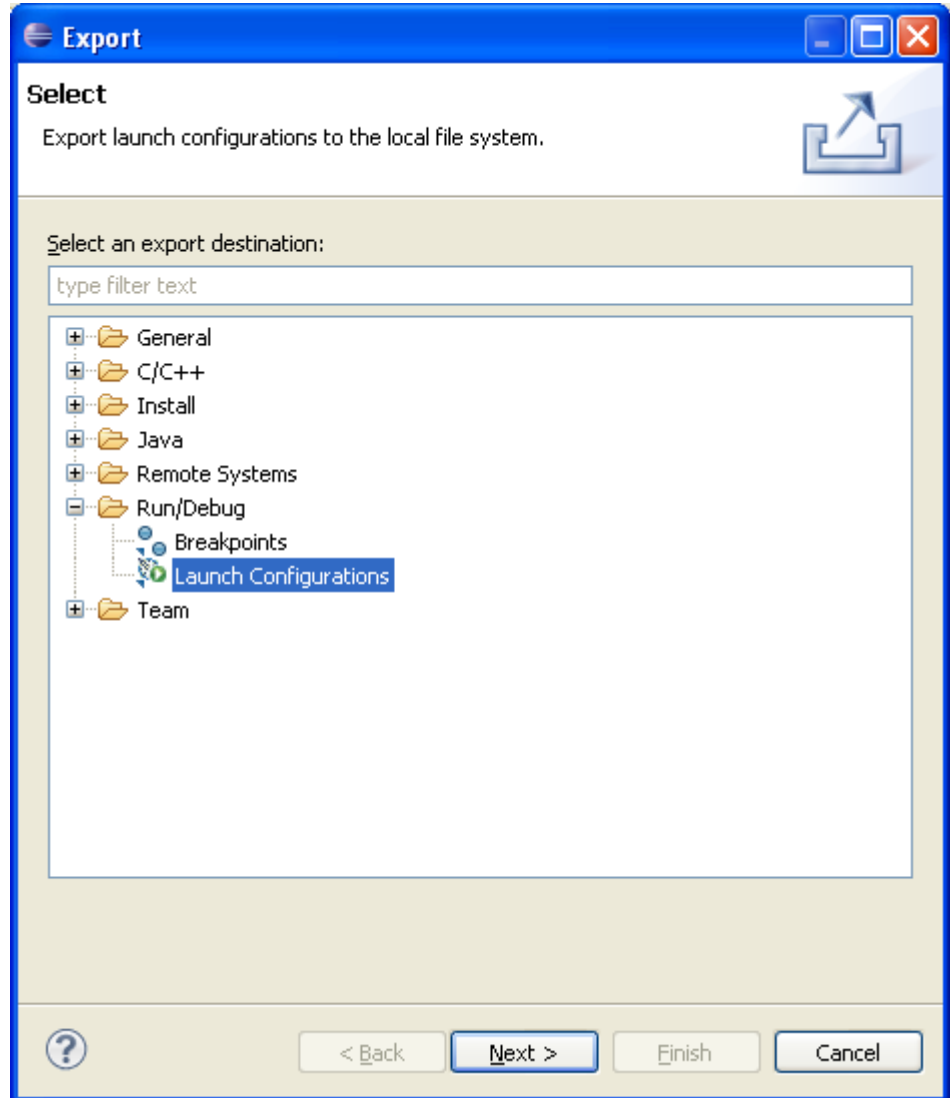 Export
Select
Export launch configurations to the local file system.
Select an export destination:
type filter text
General
C/C++
Install
Java
Remote Systems
Run/Debug
Breakpoints
Launch Configurations
Team
< Back Next > Finish Cancel